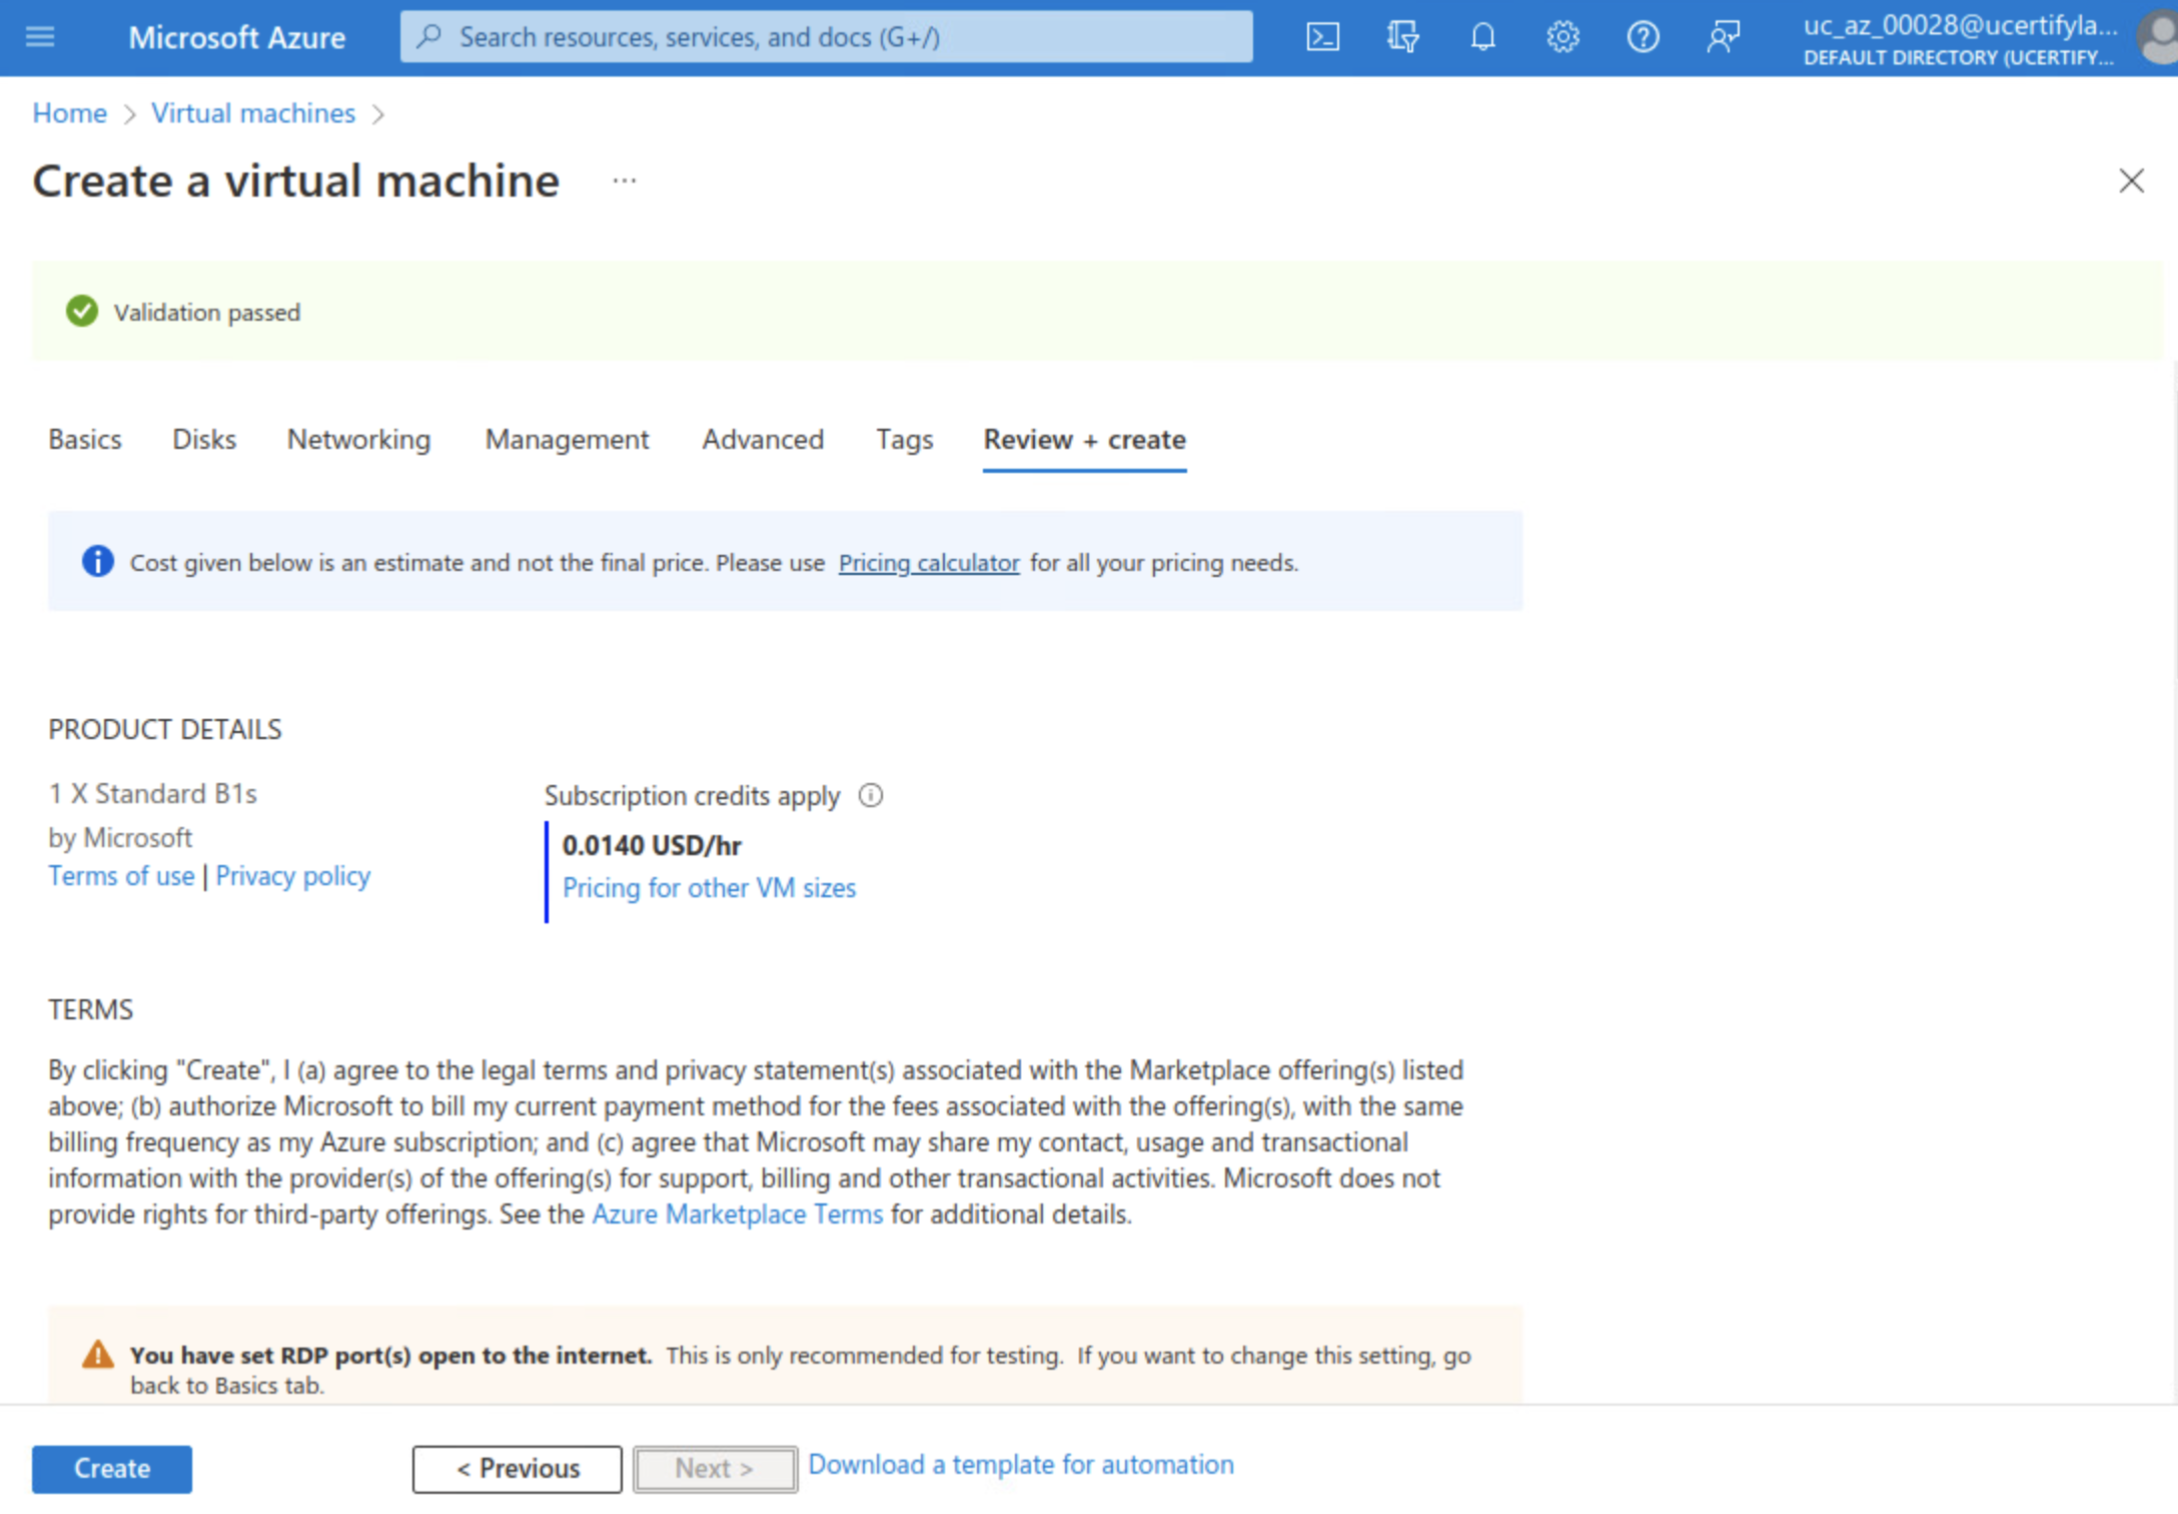 Microsoft Azure
Search resources, services, and docs (G+/)
uc_az_00028@ucertifyla...
DEFAULT DIRECTORY (UCERTIFY...
Home > Virtual machines >
Create a virtual machine ...
Validation passed
Basics Disks Networking Management Advanced Tags Review + create
Cost given below is an estimate and not the final price. Please use Pricing calculator for all your pricing needs.
PRODUCT DETAILS
1 X Standard B1s
by Microsoft
Terms of use | Privacy policy
Subscription credits apply
0.0140 USD/hr
Pricing for other VM sizes
TERMS
By clicking "Create", I (a) agree to the legal terms and privacy statement(s) associated with the Marketplace offering(s) listed
above; (b) authorize Microsoft to bill my current payment method for the fees associated with the offering(s), with the same
billing frequency as my Azure subscription; and (c) agree that Microsoft may share my contact, usage and transactional
information with the provider(s) of the offering(s) for support, billing and other transactional activities. Microsoft does not
provide rights for third-party offerings. See the Azure Marketplace Terms for additional details.
You have set RDP port(s) open to the internet. This is only recommended for testing. If you want to change this setting, go
back to Basics tab.
Create < Previous Next > Download a template for automation